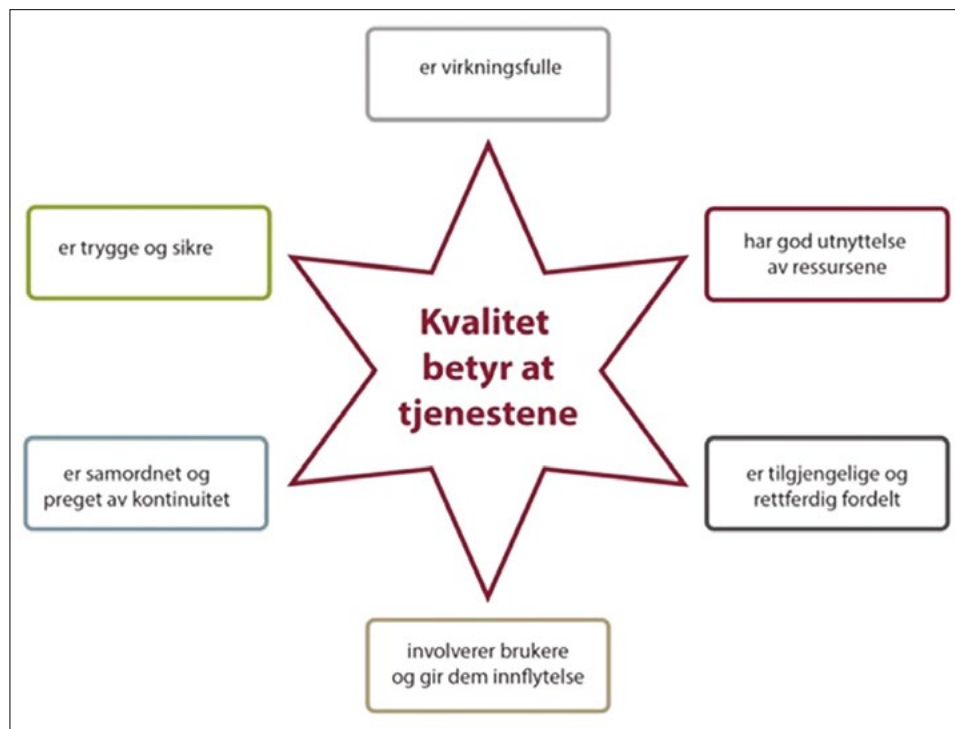 er virkningsfulle
er trygge og sikre
har god utnyttelse
av ressursene
Kvalitet
betyr at
tjenestene
er samordnet og
preget av kontinuitet
er tilgjengelige og
rettferdig fordelt
involverer brukere
og gir dem innflytelse